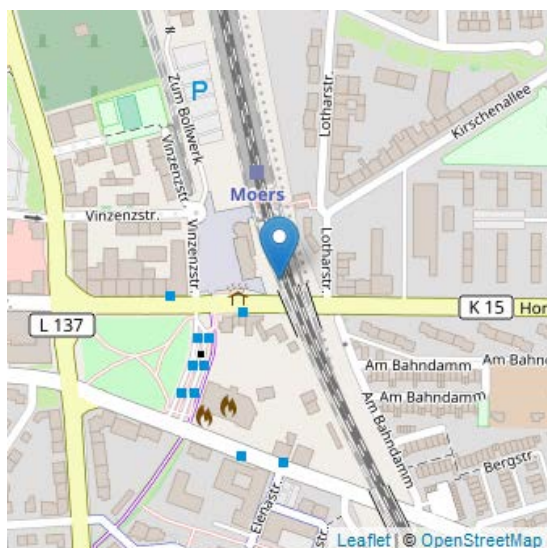 P
Zum Bollwerk
Lotharstr.
Kirschenallee
Vinzenzstr.
Moers
Vinzenzstr.
Vinzenzstr.
Lotharstr.
K 15
Hor
L 137
Am Bahndamm
Am Bah
Am Bahndamm
Am Bahndamm
Bergstr.
Elenastr.
Leaflet | © OpenStreetMap